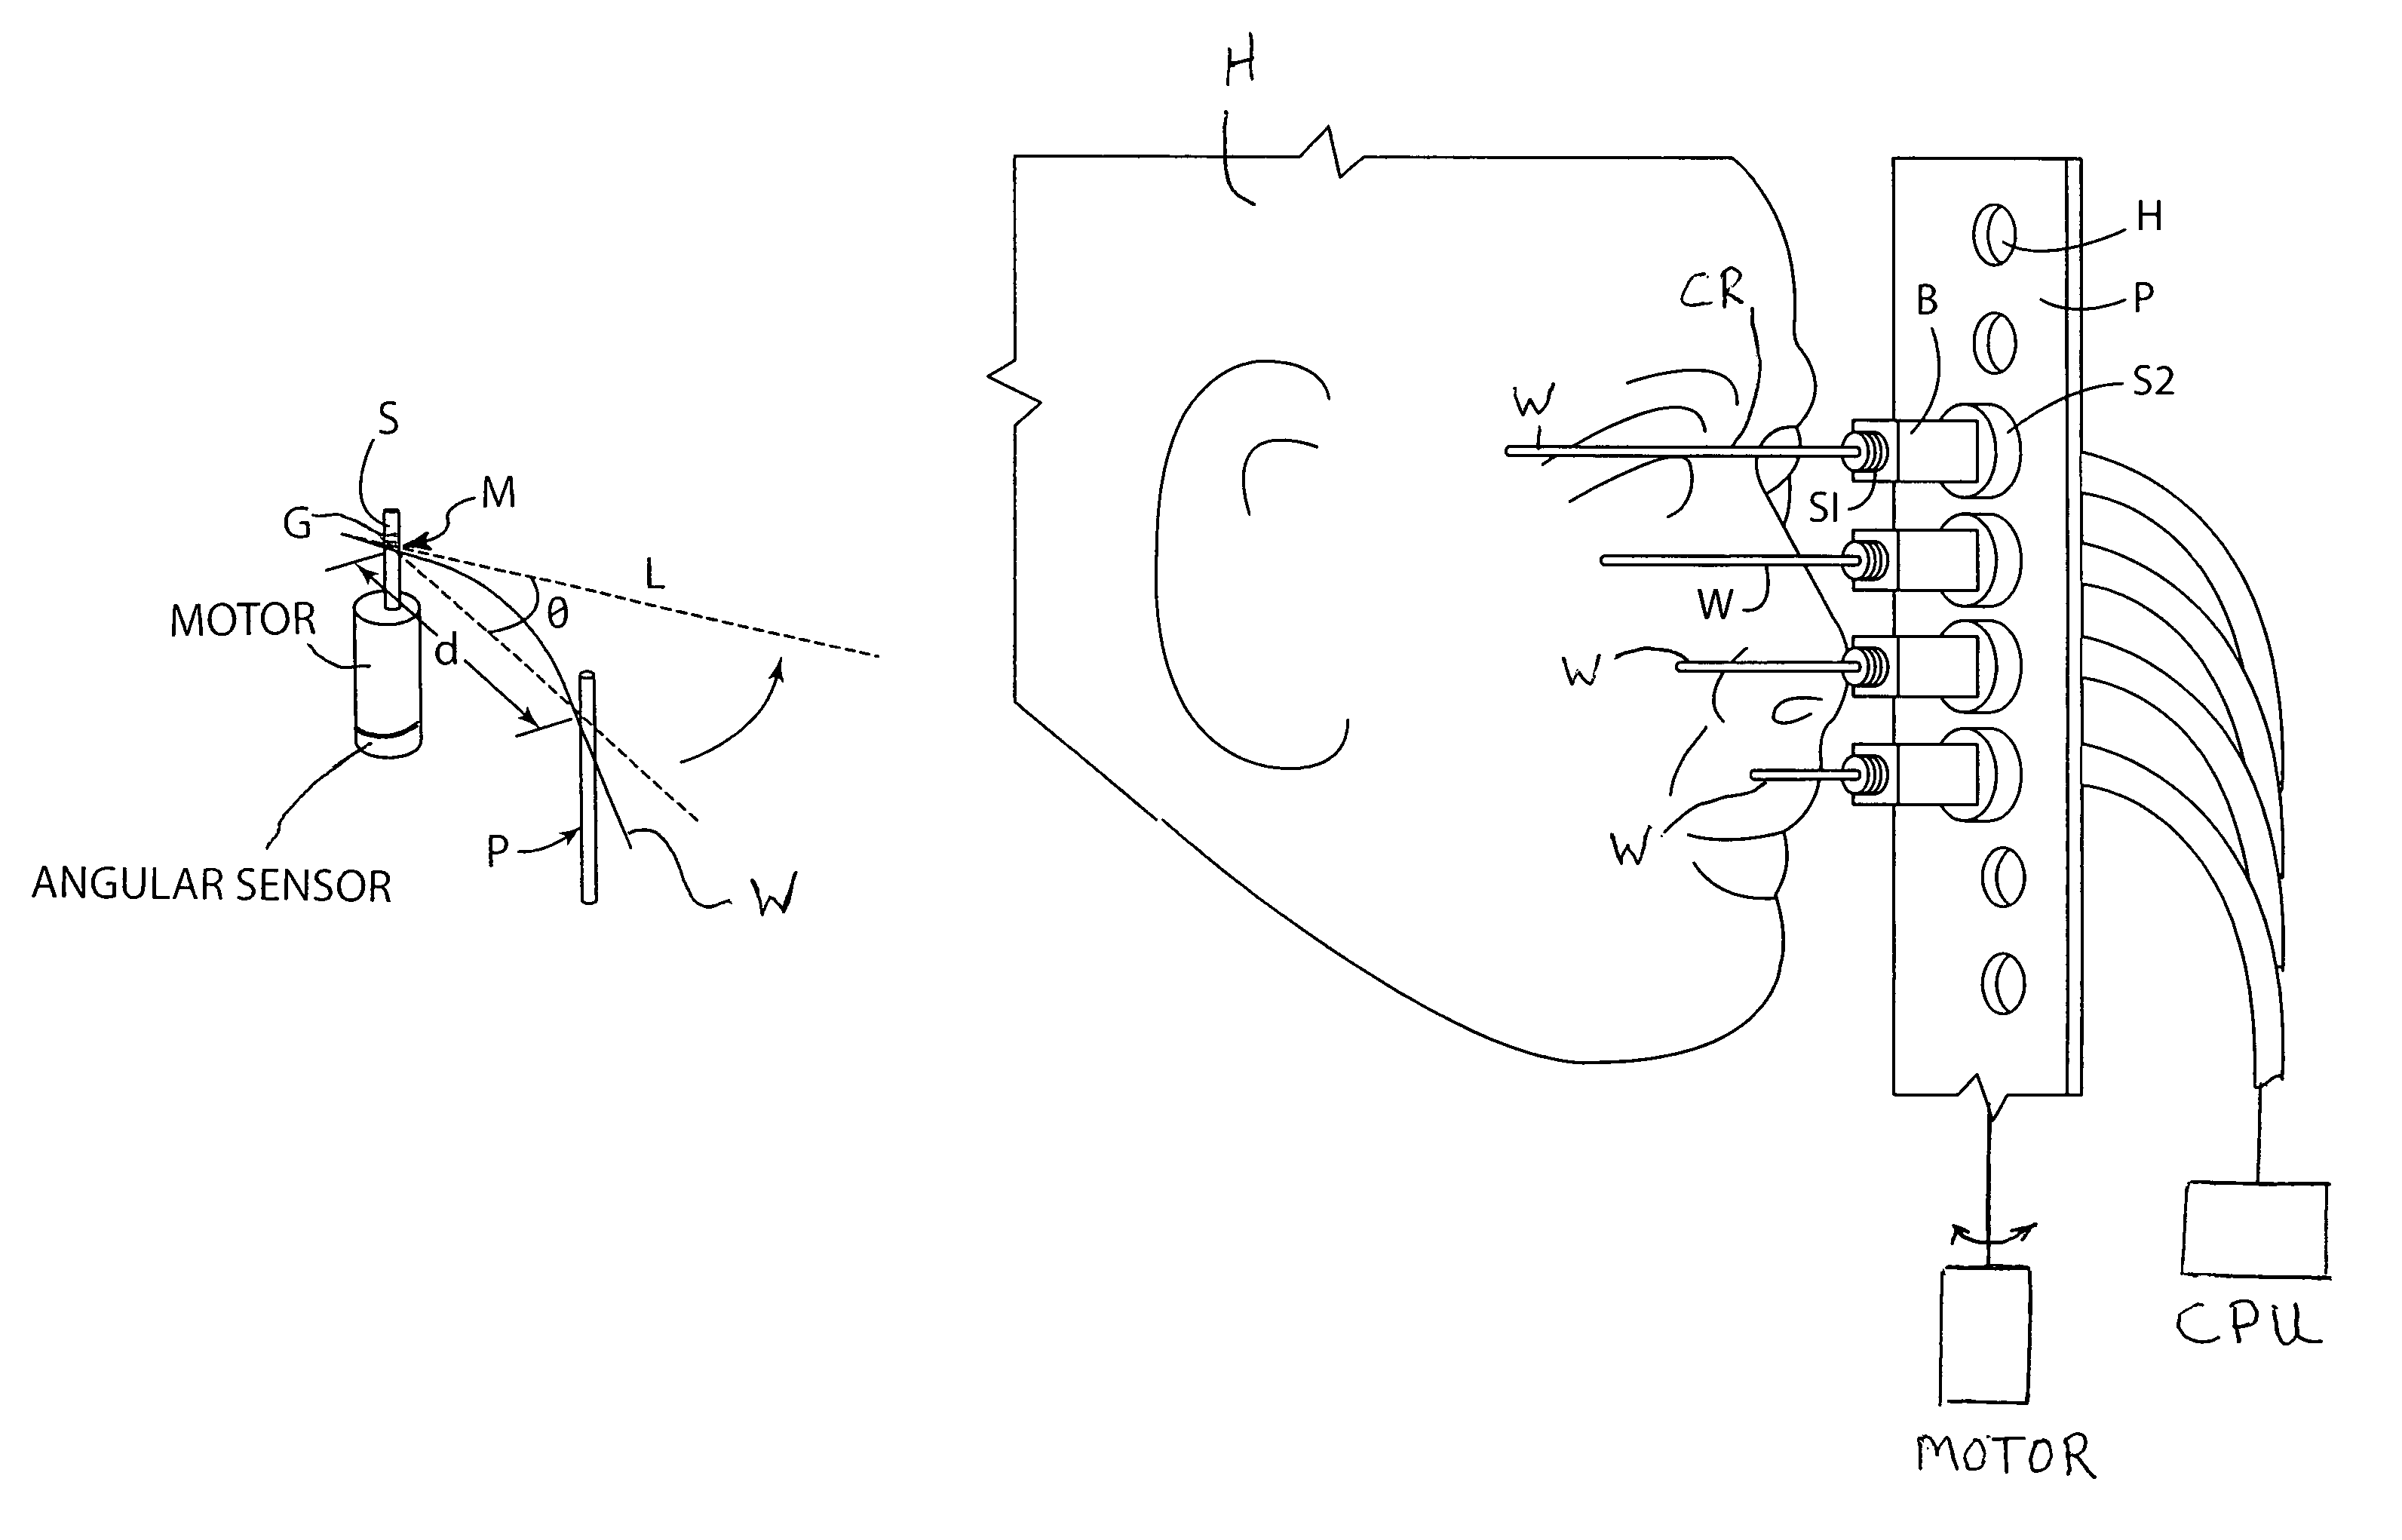 S
M
G
L
θ
MOTOR
d
P
W
ANGULAR SENSOR
H
H
CR
B
P
W
S2
S1
W
W
W
CPU
MOTOR